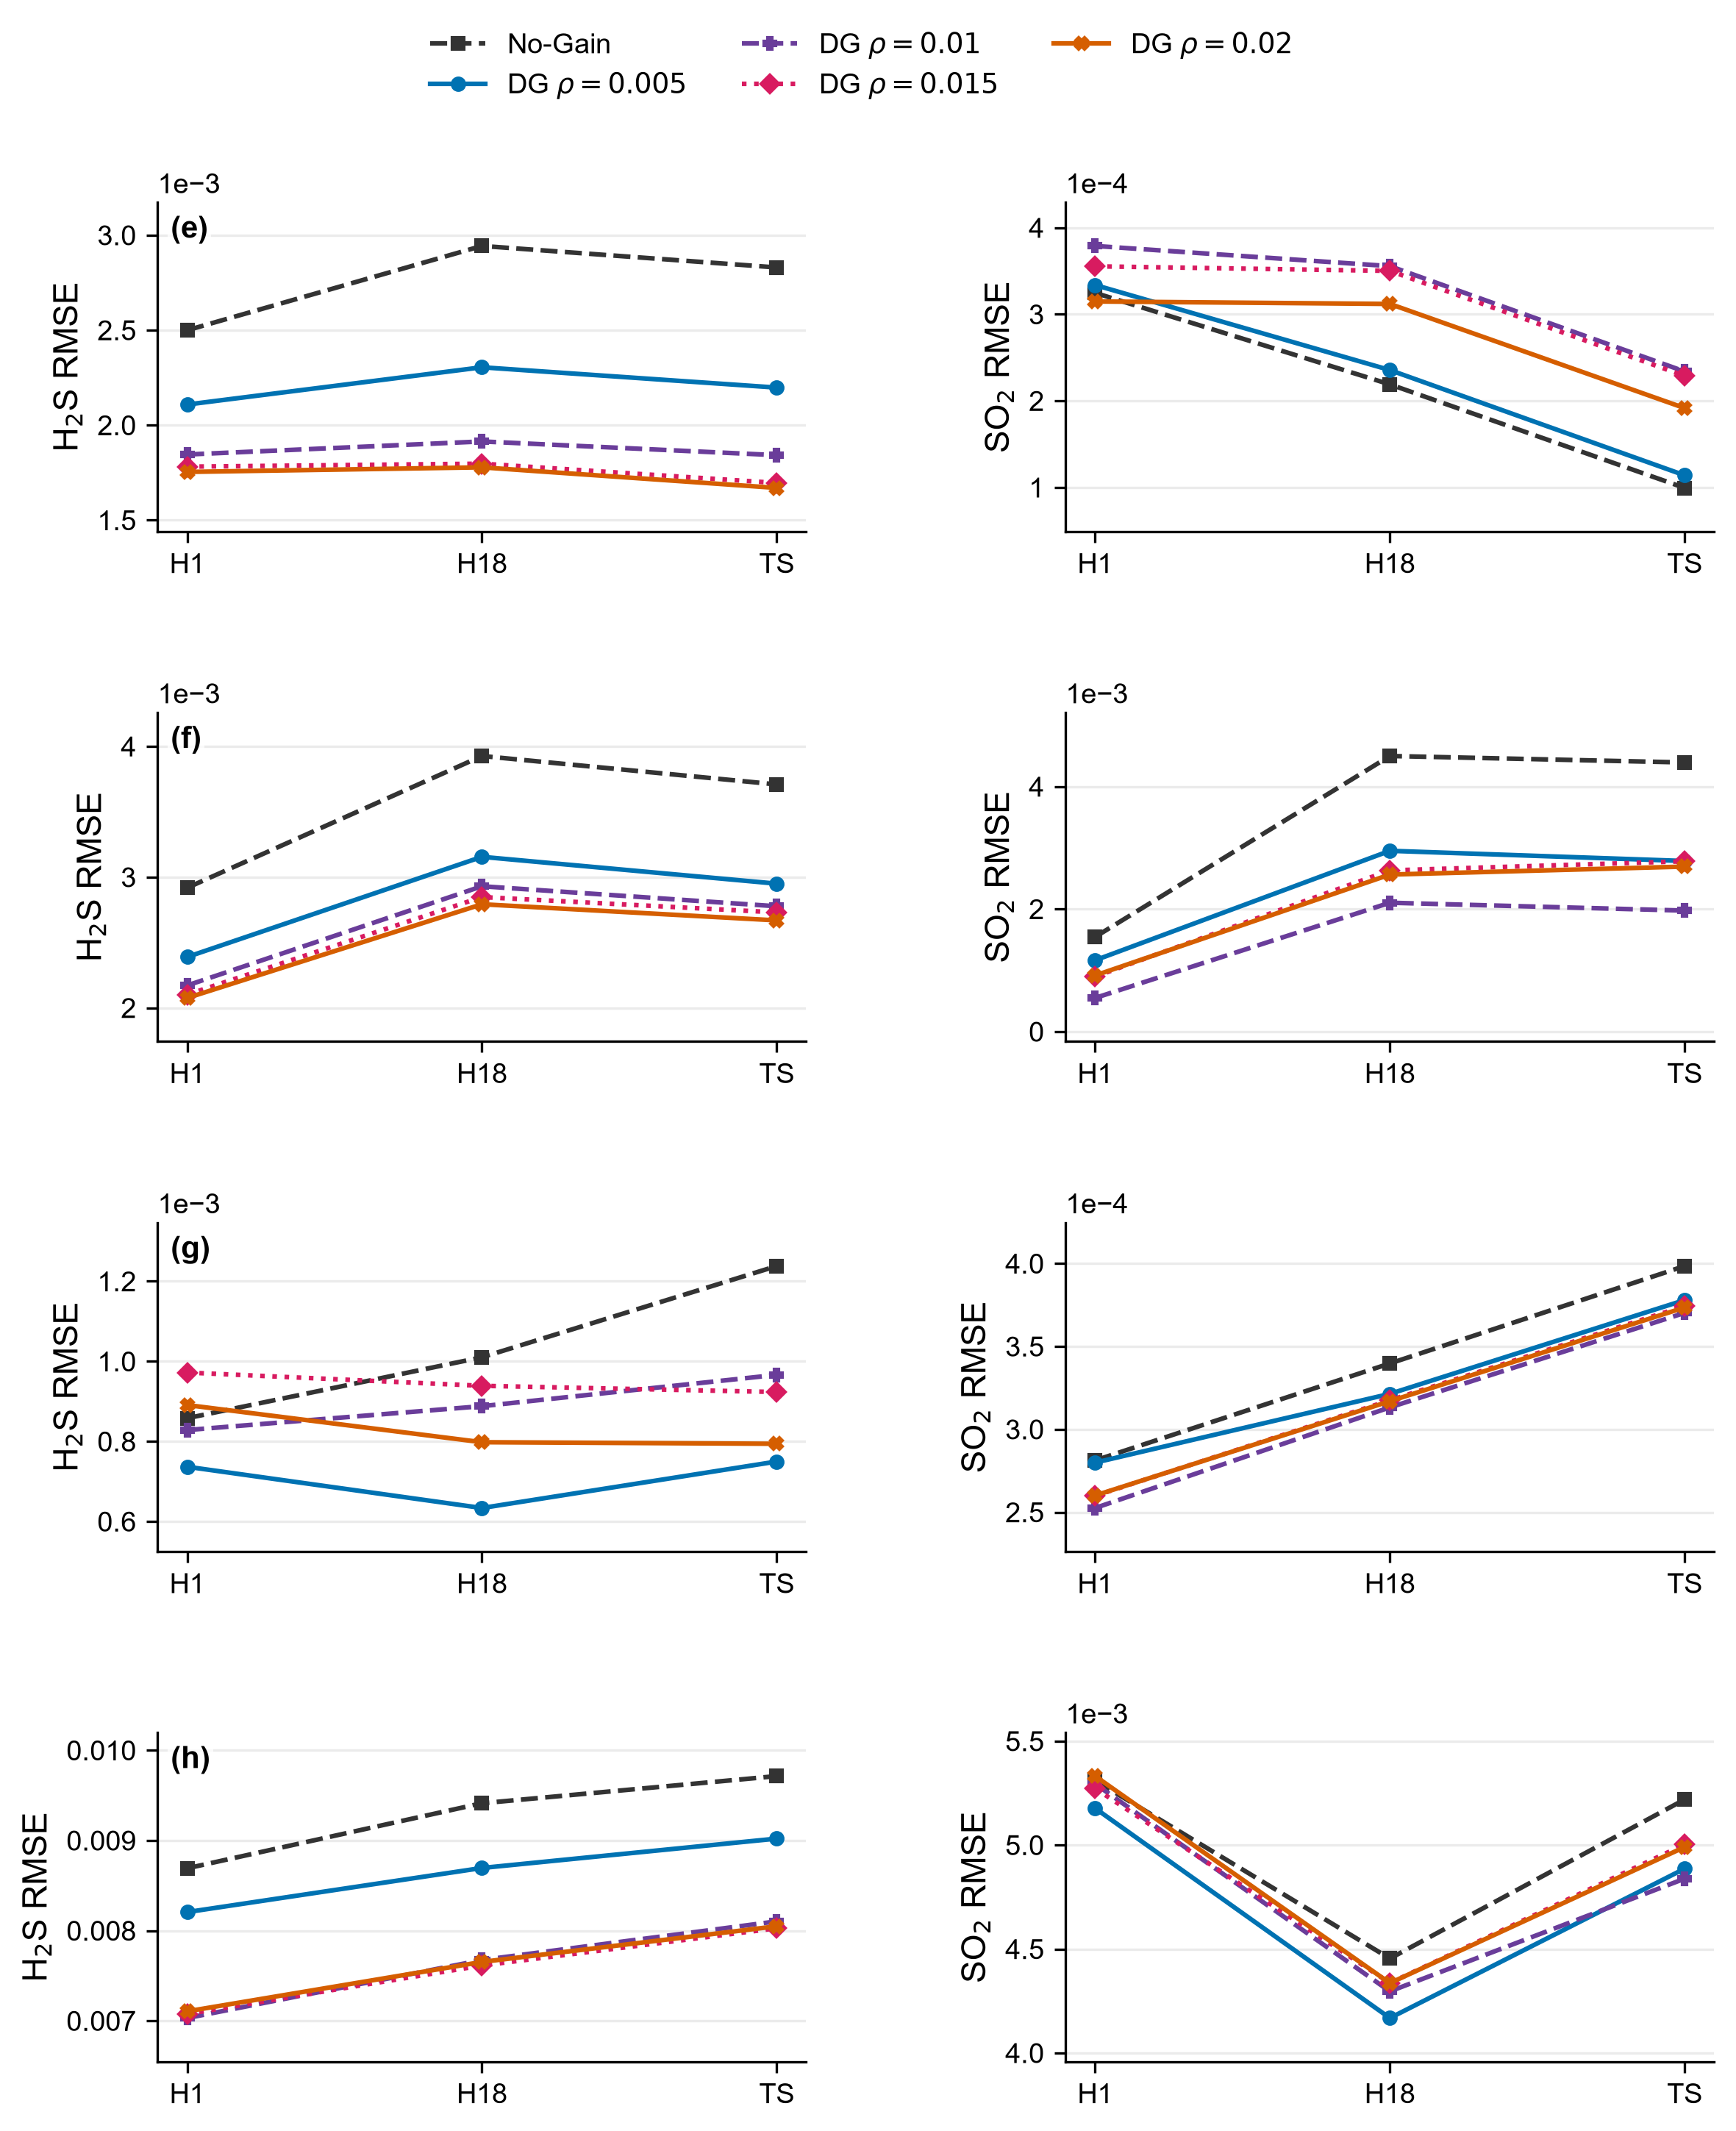 No-Gain
DG ρ = 0.005
DG ρ = 0.01
DG ρ = 0.015
DG ρ = 0.02
1e−3
(e)
H₂S RMSE
3.0
2.5
2.0
1.5
H1 H18 TS
1e−4
SO₂ RMSE
4
3
2
1
H1 H18 TS
1e−3
(f)
H₂S RMSE
4
3
2
H1 H18 TS
1e−3
SO₂ RMSE
4
2
0
H1 H18 TS
1e−3
(g)
H₂S RMSE
1.2
1.0
0.8
0.6
H1 H18 TS
1e−4
SO₂ RMSE
4.0
3.5
3.0
2.5
H1 H18 TS
(h)
H₂S RMSE
0.010
0.009
0.008
0.007
H1 H18 TS
1e−3
SO₂ RMSE
5.5
5.0
4.5
4.0
H1 H18 TS